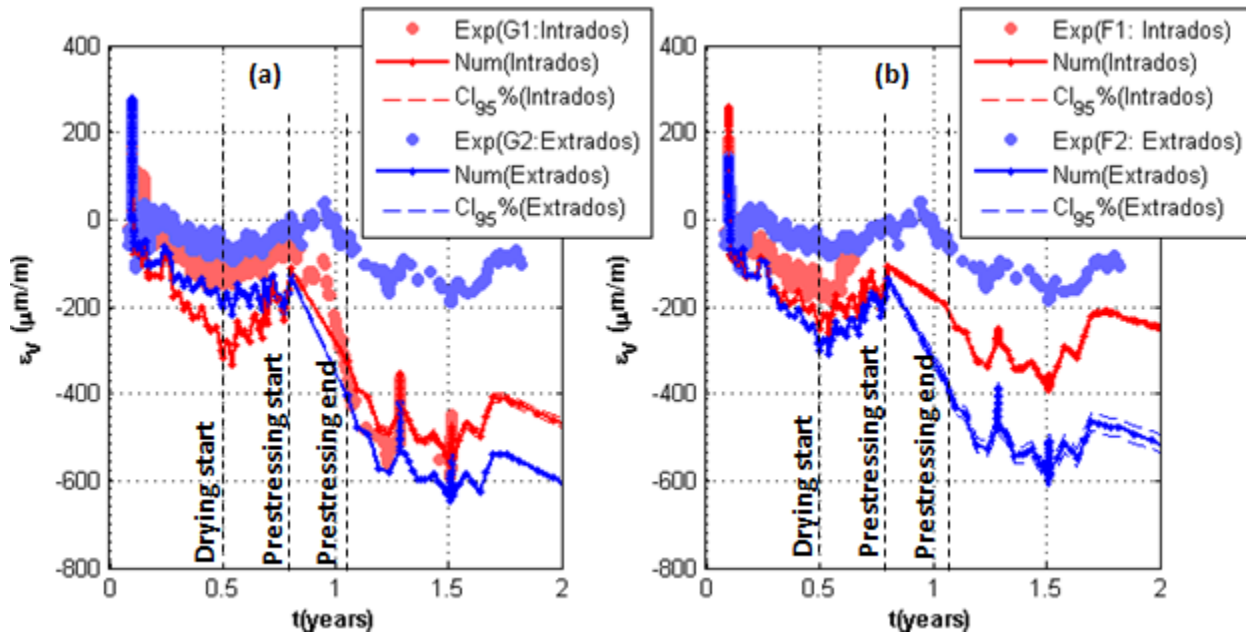 (a)
Exp(G1:Intrados)
Num(Intrados)
CI95%(Intrados)
Exp(G2:Extrados)
Num(Extrados)
CI95%(Extrados)
400
200
0
-200
-400
-600
-800
εv (μm/m)
Drying start
Prestressing start
Prestressing end
0
0.5
1
1.5
2
t(years)
(b)
Exp(F1: Intrados)
Num(Intrados)
CI95%(Intrados)
Exp(F2: Extrados)
Num(Extrados)
CI95%(Extrados)
400
200
0
-200
-400
-600
-800
εv (μm/m)
Drying start
Prestressing start
Prestressing end
0
0.5
1
1.5
2
t(years)